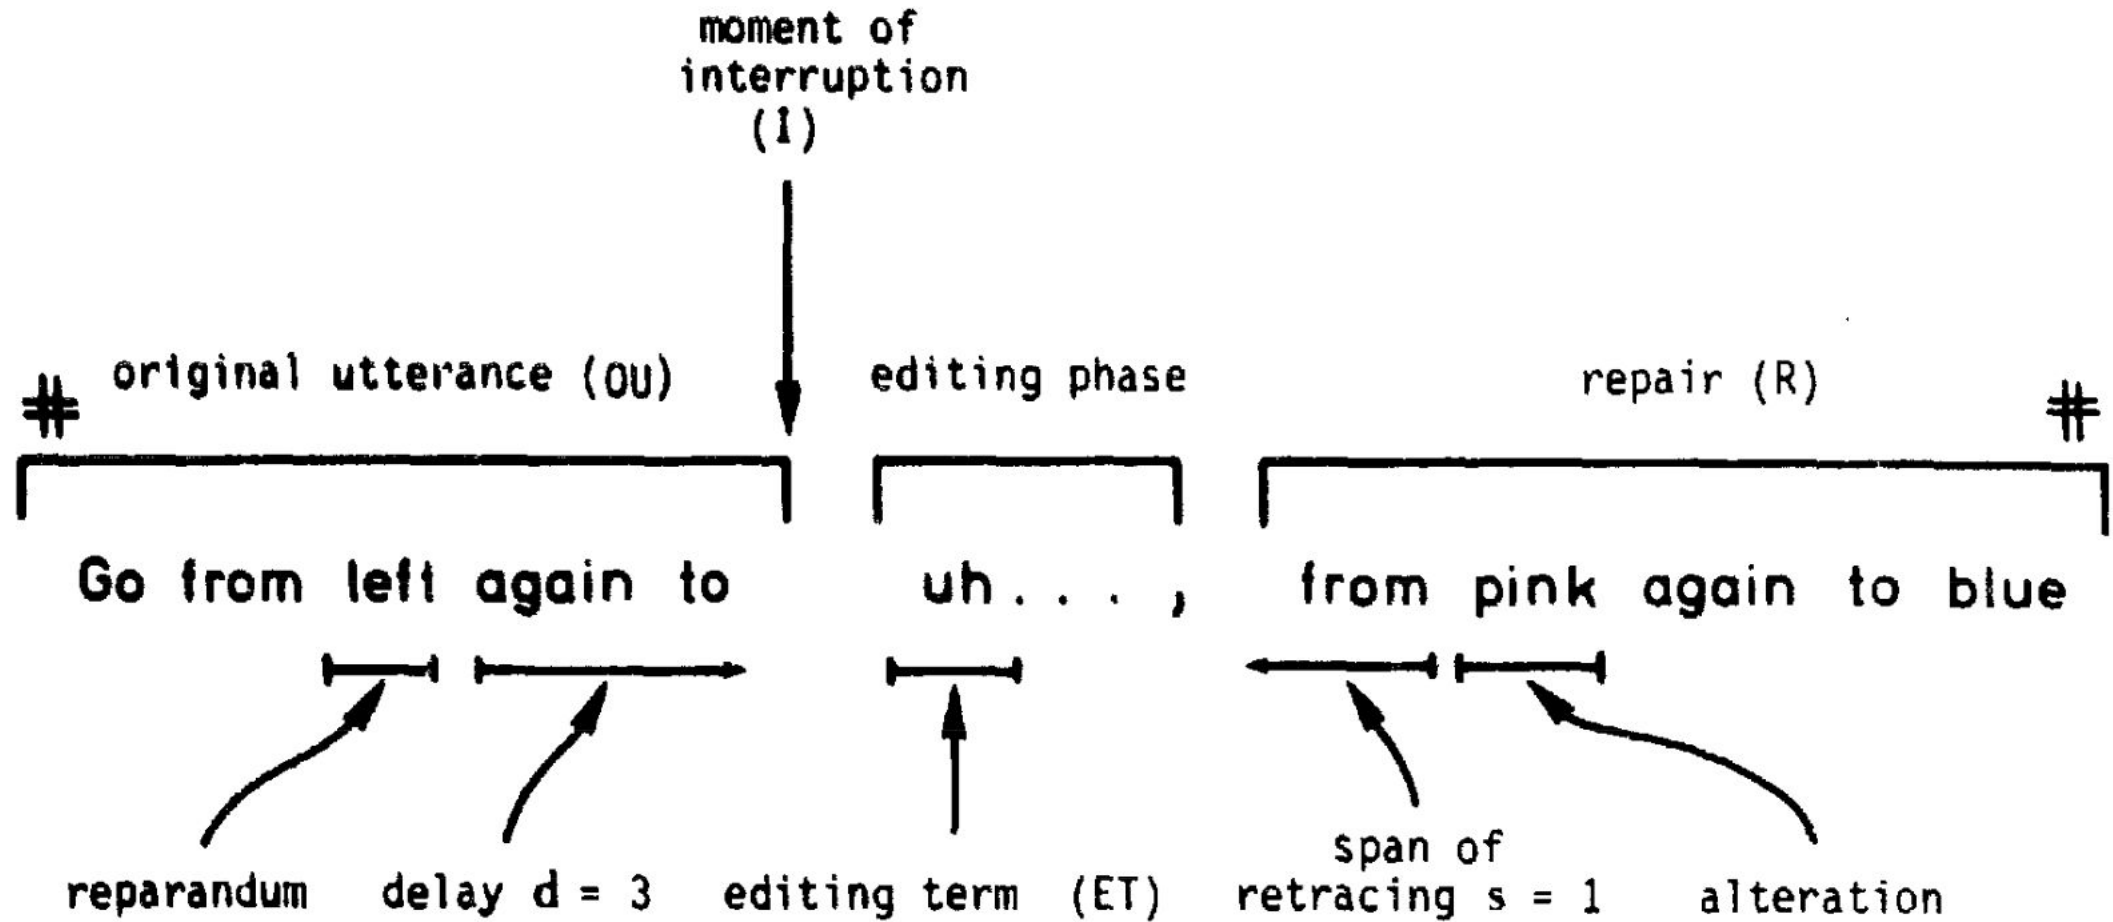 moment of
interruption
(I)
# original utterance (OU) editing phase repair (R) #
Go from left again to uh . . . , from pink again to blue
span of
reparandum delay d = 3 editing term (ET) retracing s = 1 alteration